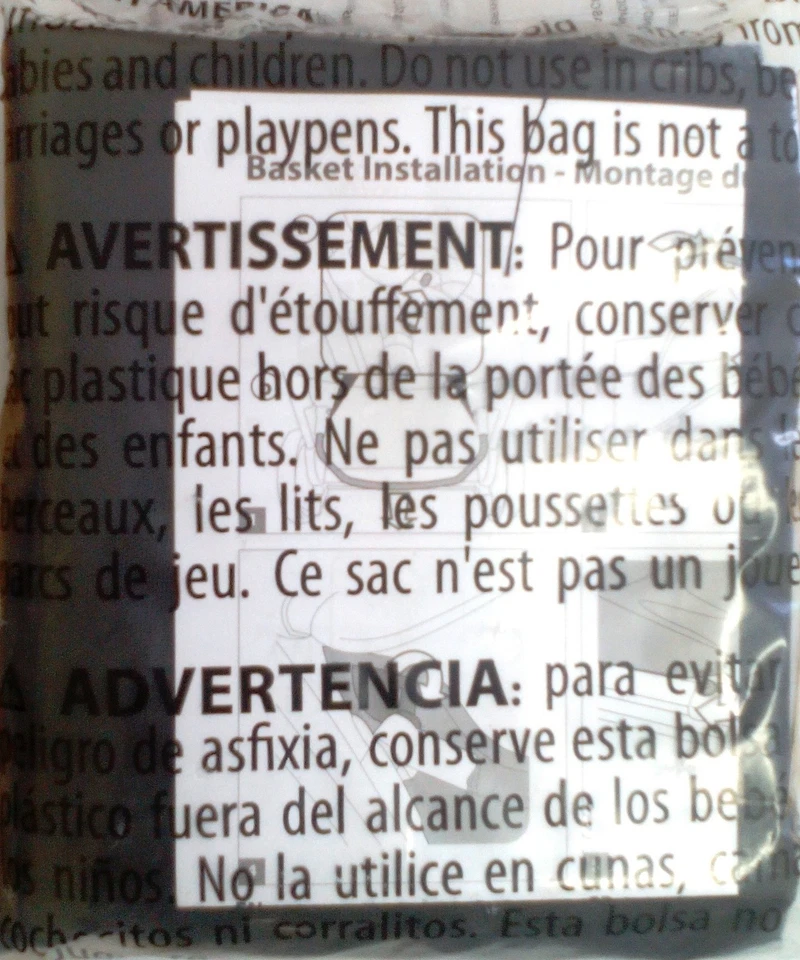 AMERICA
bies and children. Do not use in cribs, be
rriages or playpens. This bag is not a to
Basket Installation - Montage d
AVERTISSEMENT: Pour préven
ut risque d'étouffement, conserver
plastique hors de la portée des bébé
des enfants. Ne pas utiliser dans
erceaux, les lits, les poussettes ou
arcs de jeu. Ce sac n'est pas un joue
ADVERTENCIA: para evitar
eligro de asfixia, conserve esta bolsa
plástico fuera del alcance de los bebé
os niños. No la utilice en cunas, cama
cochecitos ni corralitos. Esta bolsa no